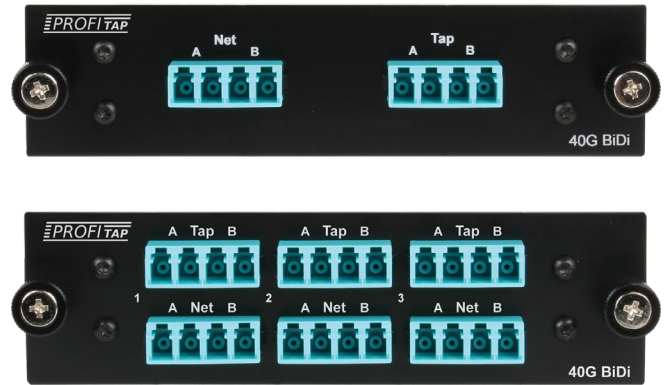 PROFITAP
Net
Tap
A B
A B
40G BiDi
PROFITAP
A Tap B A Tap B A Tap B
1 2 3
A Net B A Net B A Net B
40G BiDi